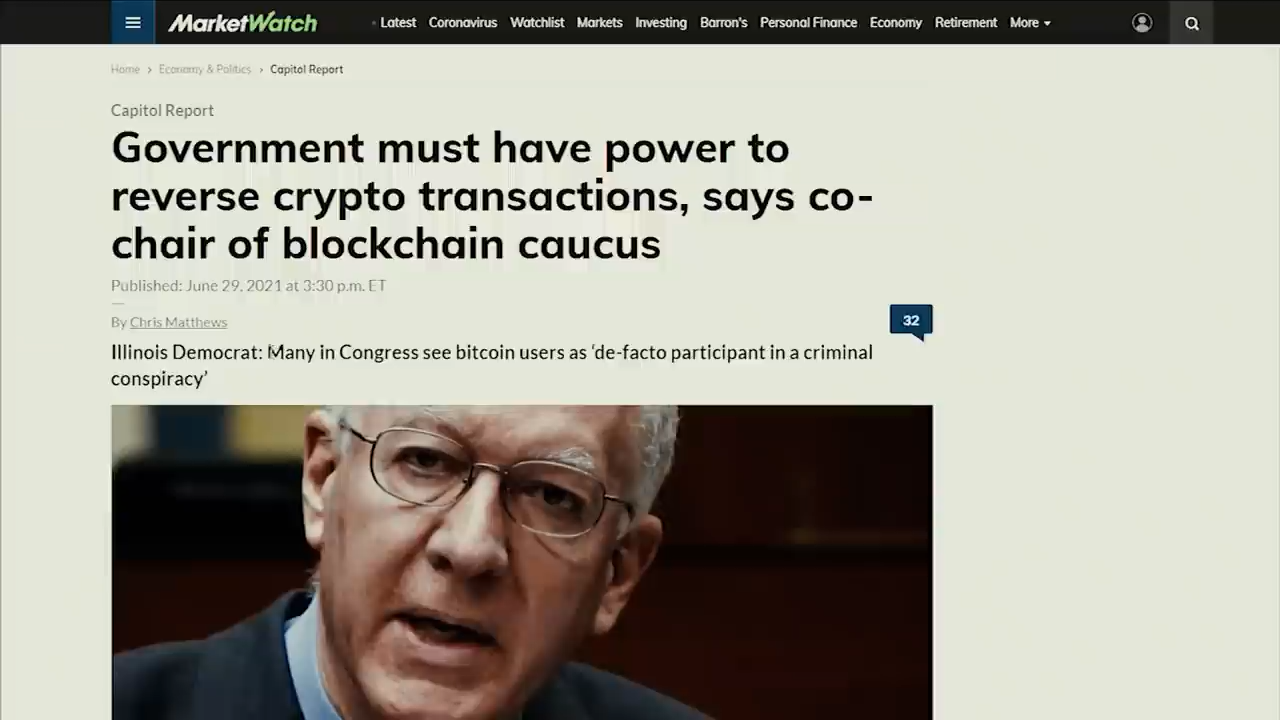 MarketWatch
Latest Coronavirus Watchlist Markets Investing Barron's Personal Finance Economy Retirement More
Home > Economy & Politics > Capitol Report
Capitol Report
Government must have power to
reverse crypto transactions, says co-
chair of blockchain caucus
Published: June 29, 2021 at 3:30 p.m. ET
By Chris Matthews
32
Illinois Democrat: Many in Congress see bitcoin users as ‘de-facto participant in a criminal
conspiracy’